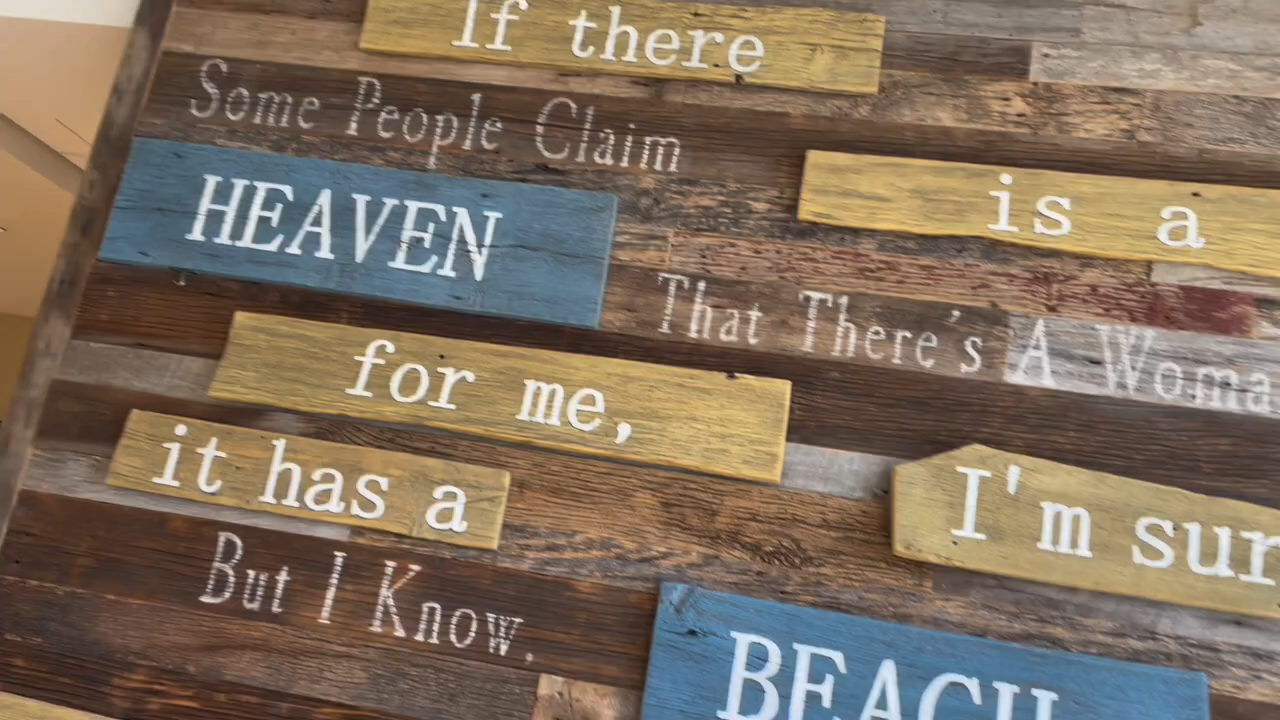 If there
Some People Claim
is a
HEAVEN
That There's A Woma
for me,
it has a
I'm sur
But I Know.
BEACH